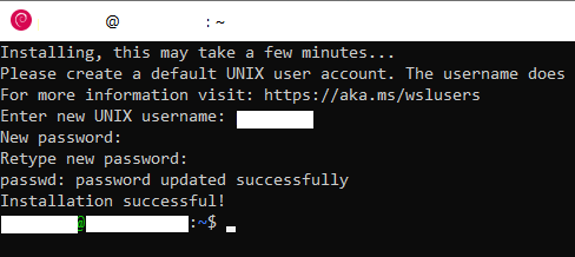 @ : ~
Installing, this may take a few minutes...
Please create a default UNIX user account. The username does
For more information visit: https://aka.ms/wslusers
Enter new UNIX username:
New password:
Retype new password:
passwd: password updated successfully
Installation successful!
@ :~$